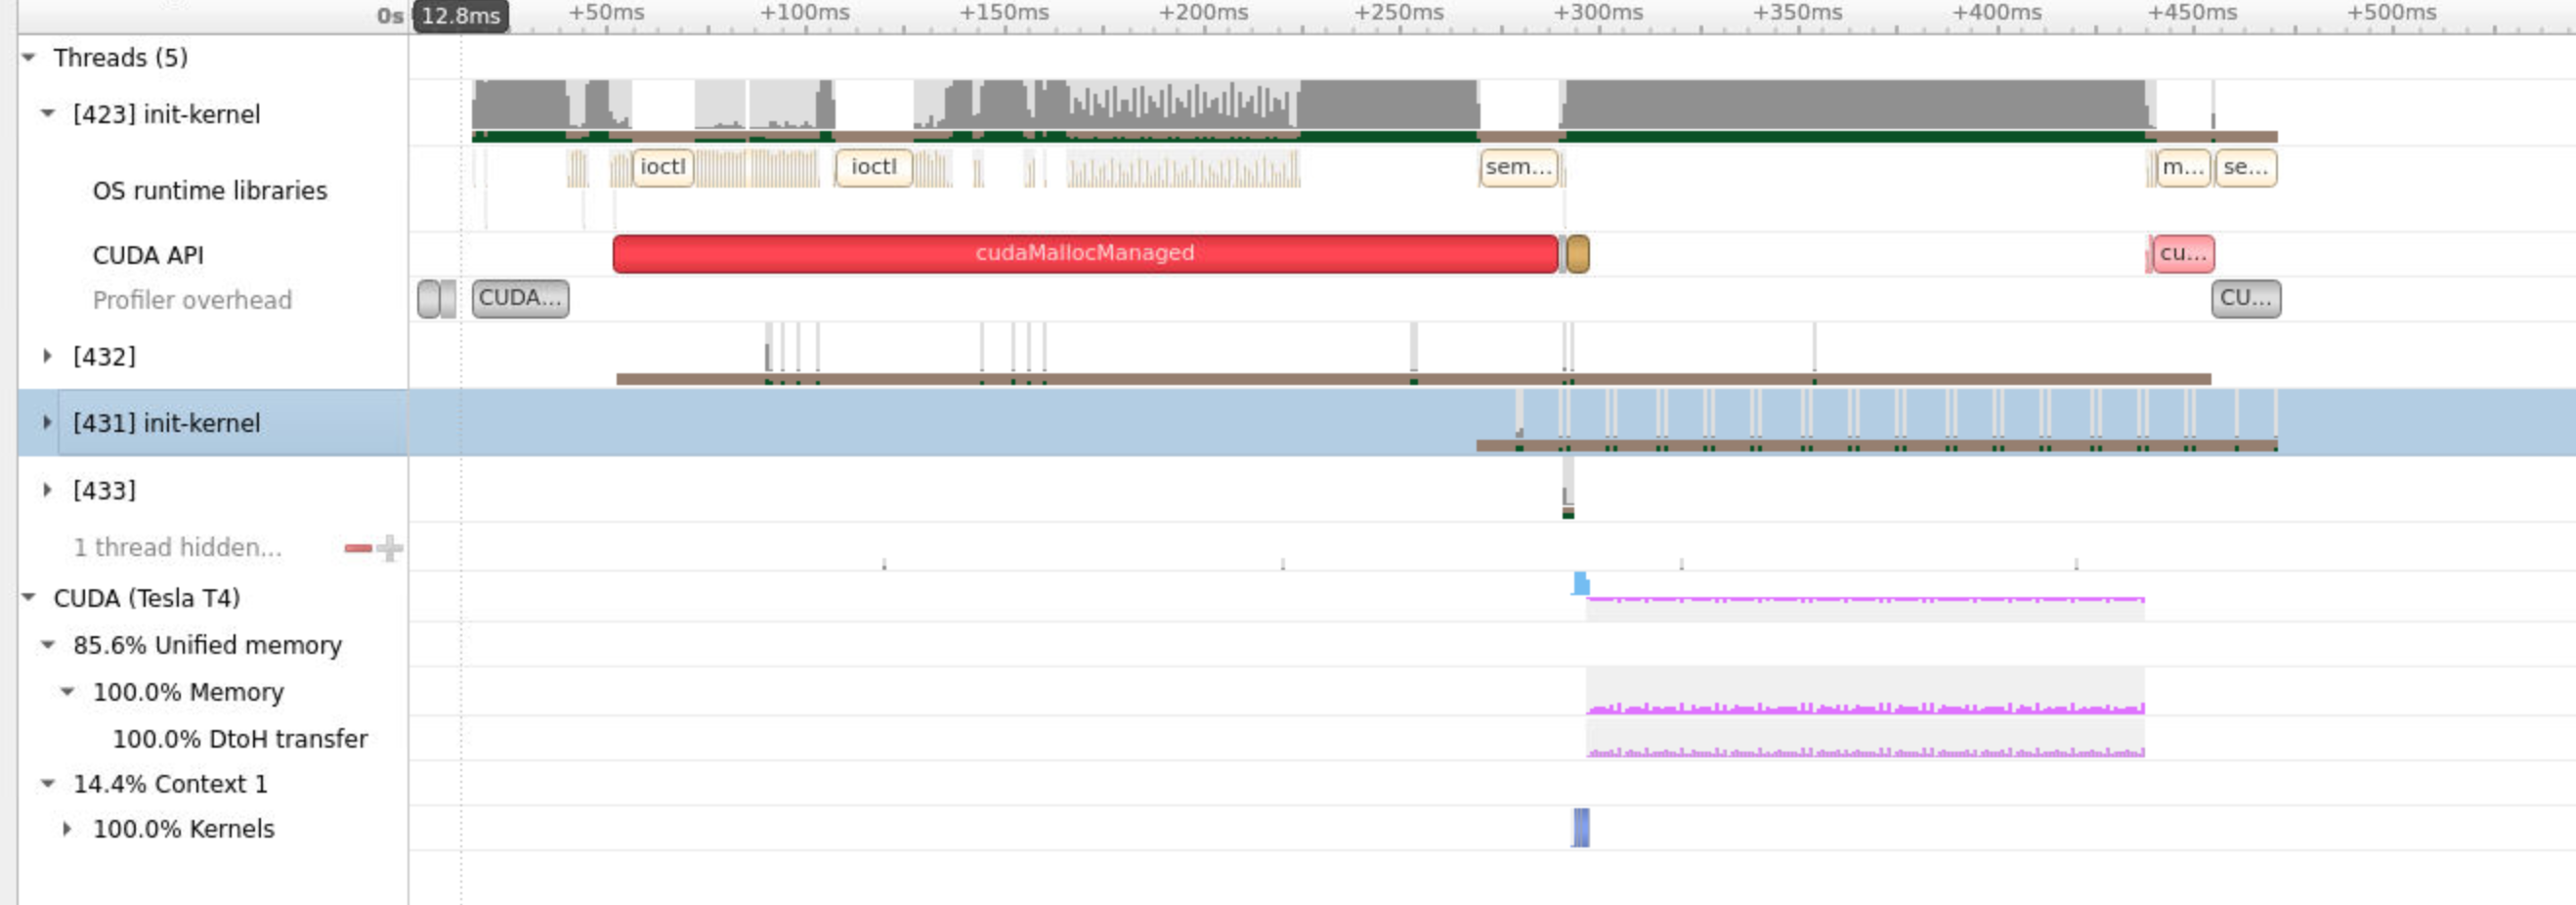 0s 12.8ms +50ms +100ms +150ms +200ms +250ms +300ms +350ms +400ms +450ms +500ms
Threads (5)
[423] init-kernel
OS runtime libraries ioctl ioctl sem... m... se...
CUDA API cudaMallocManaged cu...
Profiler overhead CUDA... CU...
[432]
[431] init-kernel
[433]
1 thread hidden...
CUDA (Tesla T4)
85.6% Unified memory
100.0% Memory
100.0% DtoH transfer
14.4% Context 1
100.0% Kernels